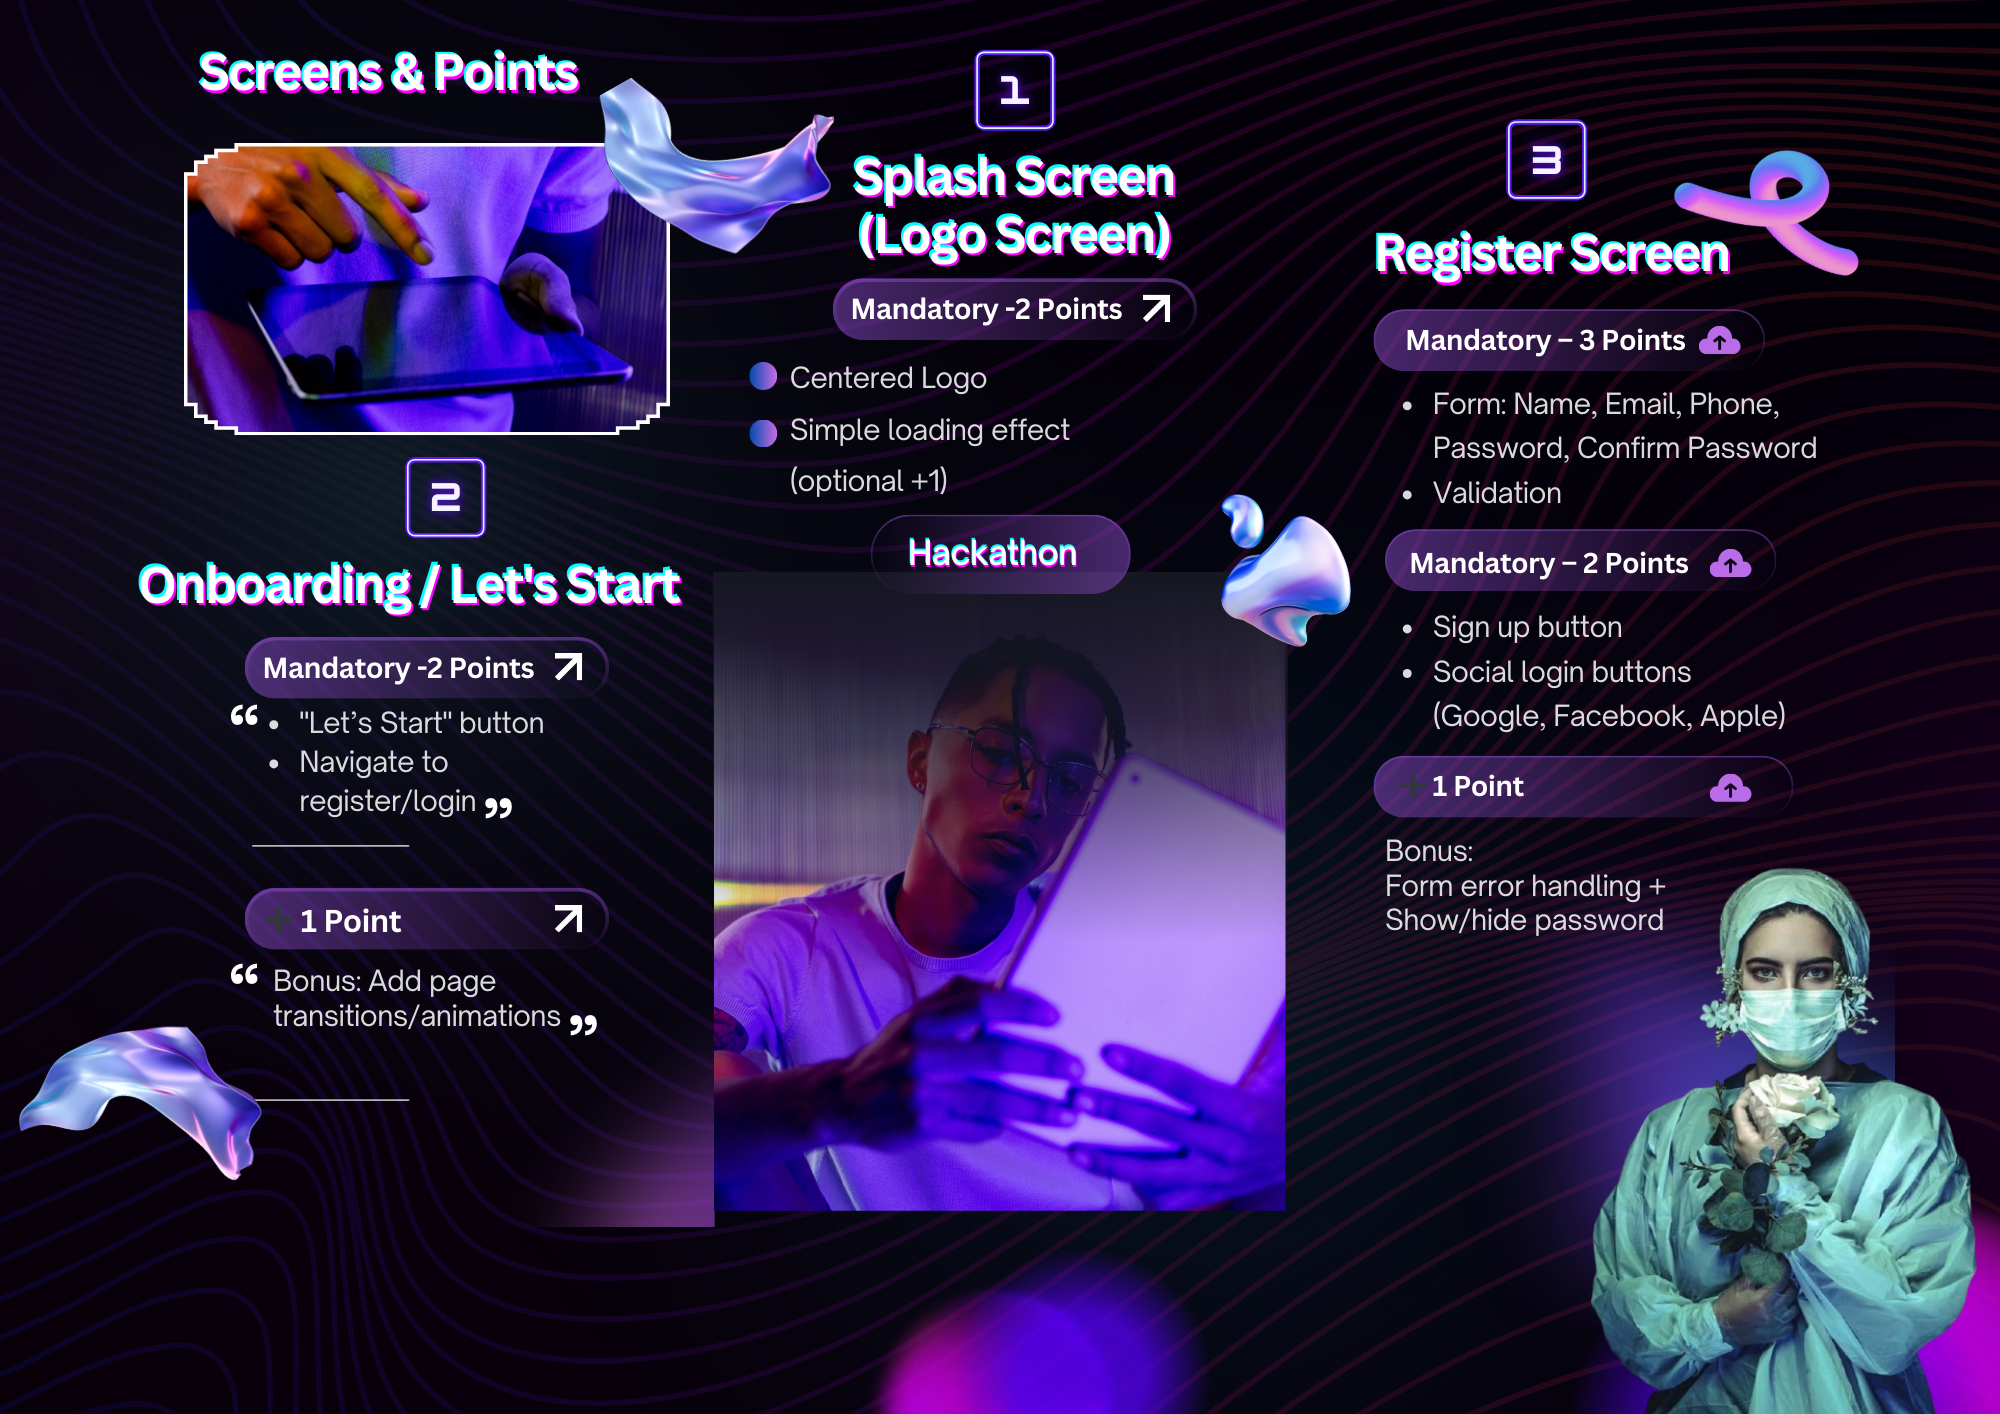 Screens & Points
1
Splash Screen
(Logo Screen)
Mandatory -2 Points
Centered Logo
Simple loading effect
(optional +1)
Hackathon
2
Onboarding / Let's Start
Mandatory -2 Points
“ • "Let’s Start" button
• Navigate to
register/login ”
+ 1 Point
“ Bonus: Add page
transitions/animations ”
3
Register Screen
Mandatory – 3 Points
• Form: Name, Email, Phone,
Password, Confirm Password
• Validation
Mandatory – 2 Points
• Sign up button
• Social login buttons
(Google, Facebook, Apple)
+ 1 Point
Bonus:
Form error handling +
Show/hide password